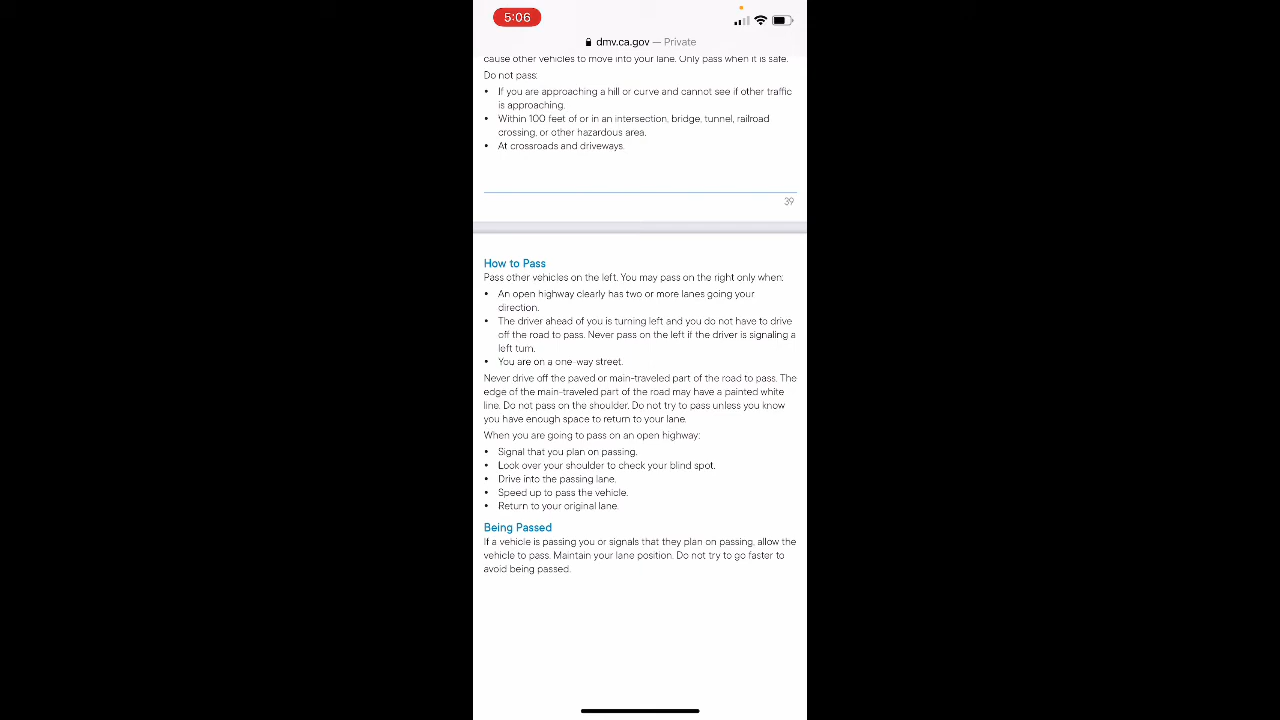 5:06
dmv.ca.gov — Private
cause other vehicles to move into your lane. Only pass when it is safe.
Do not pass:
• If you are approaching a hill or curve and cannot see if other traffic
is approaching.
• Within 100 feet of or in an intersection, bridge, tunnel, railroad
crossing, or other hazardous area.
• At crossroads and driveways.
39
How to Pass
Pass other vehicles on the left. You may pass on the right only when:
• An open highway clearly has two or more lanes going your
direction.
• The driver ahead of you is turning left and you do not have to drive
off the road to pass. Never pass on the left if the driver is signaling a
left turn.
• You are on a one-way street.
Never drive off the paved or main-traveled part of the road to pass. The
edge of the main-traveled part of the road may have a painted white
line. Do not pass on the shoulder. Do not try to pass unless you know
you have enough space to return to your lane.
When you are going to pass on an open highway:
• Signal that you plan on passing.
• Look over your shoulder to check your blind spot.
• Drive into the passing lane.
• Speed up to pass the vehicle.
• Return to your original lane.
Being Passed
If a vehicle is passing you or signals that they plan on passing, allow the
vehicle to pass. Maintain your lane position. Do not try to go faster to
avoid being passed.